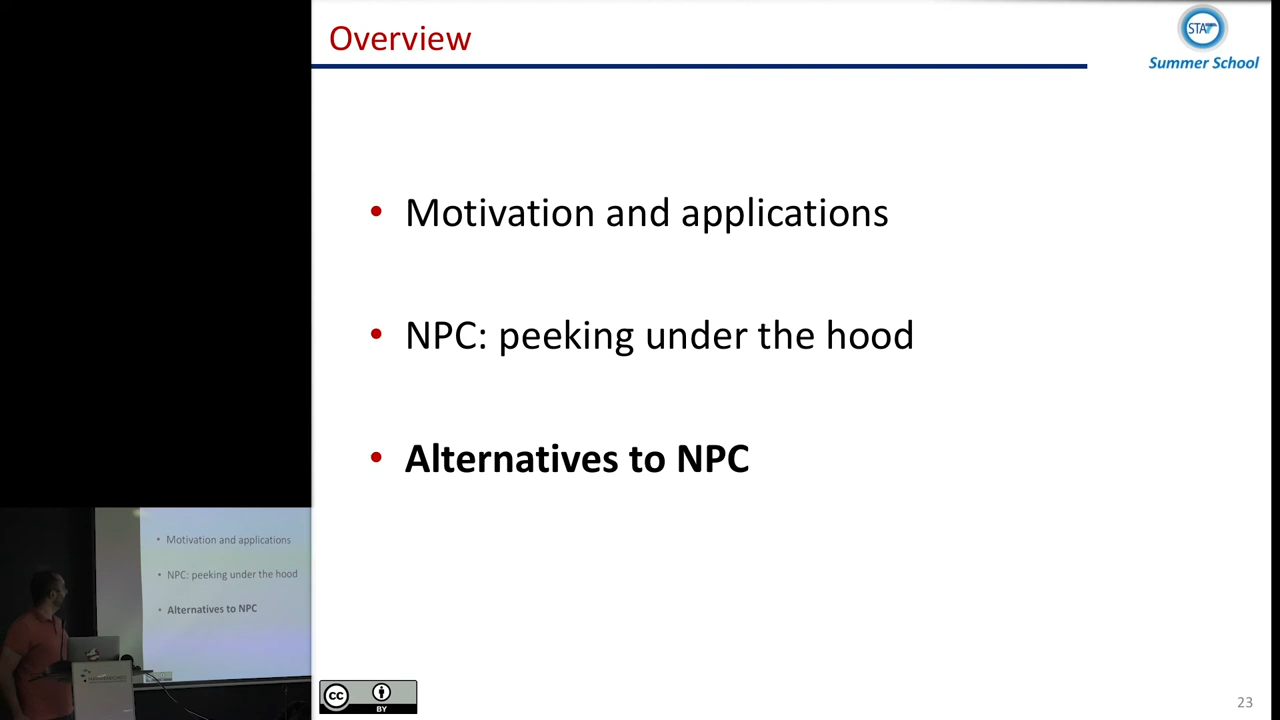 Overview
STAT
Summer School
• Motivation and applications
• NPC: peeking under the hood
• Alternatives to NPC
• Motivation and applications
• NPC: peeking under the hood
• Alternatives to NPC
cc
BY
23